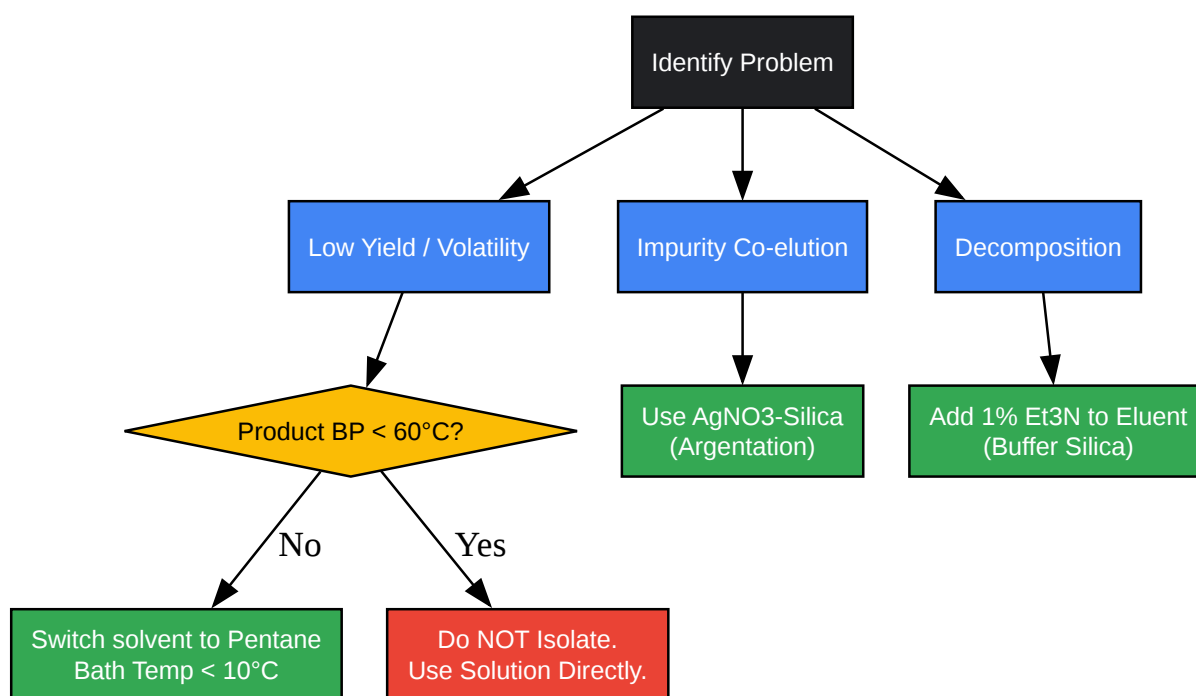 Identify Problem
Low Yield / Volatility
Impurity Co-elution
Decomposition
Product BP < 60°C?
Use AgNO3-Silica
(Argentation)
Add 1% Et3N to Eluent
(Buffer Silica)
No
Yes
Switch solvent to Pentane
Bath Temp < 10°C
Do NOT Isolate.
Use Solution Directly.